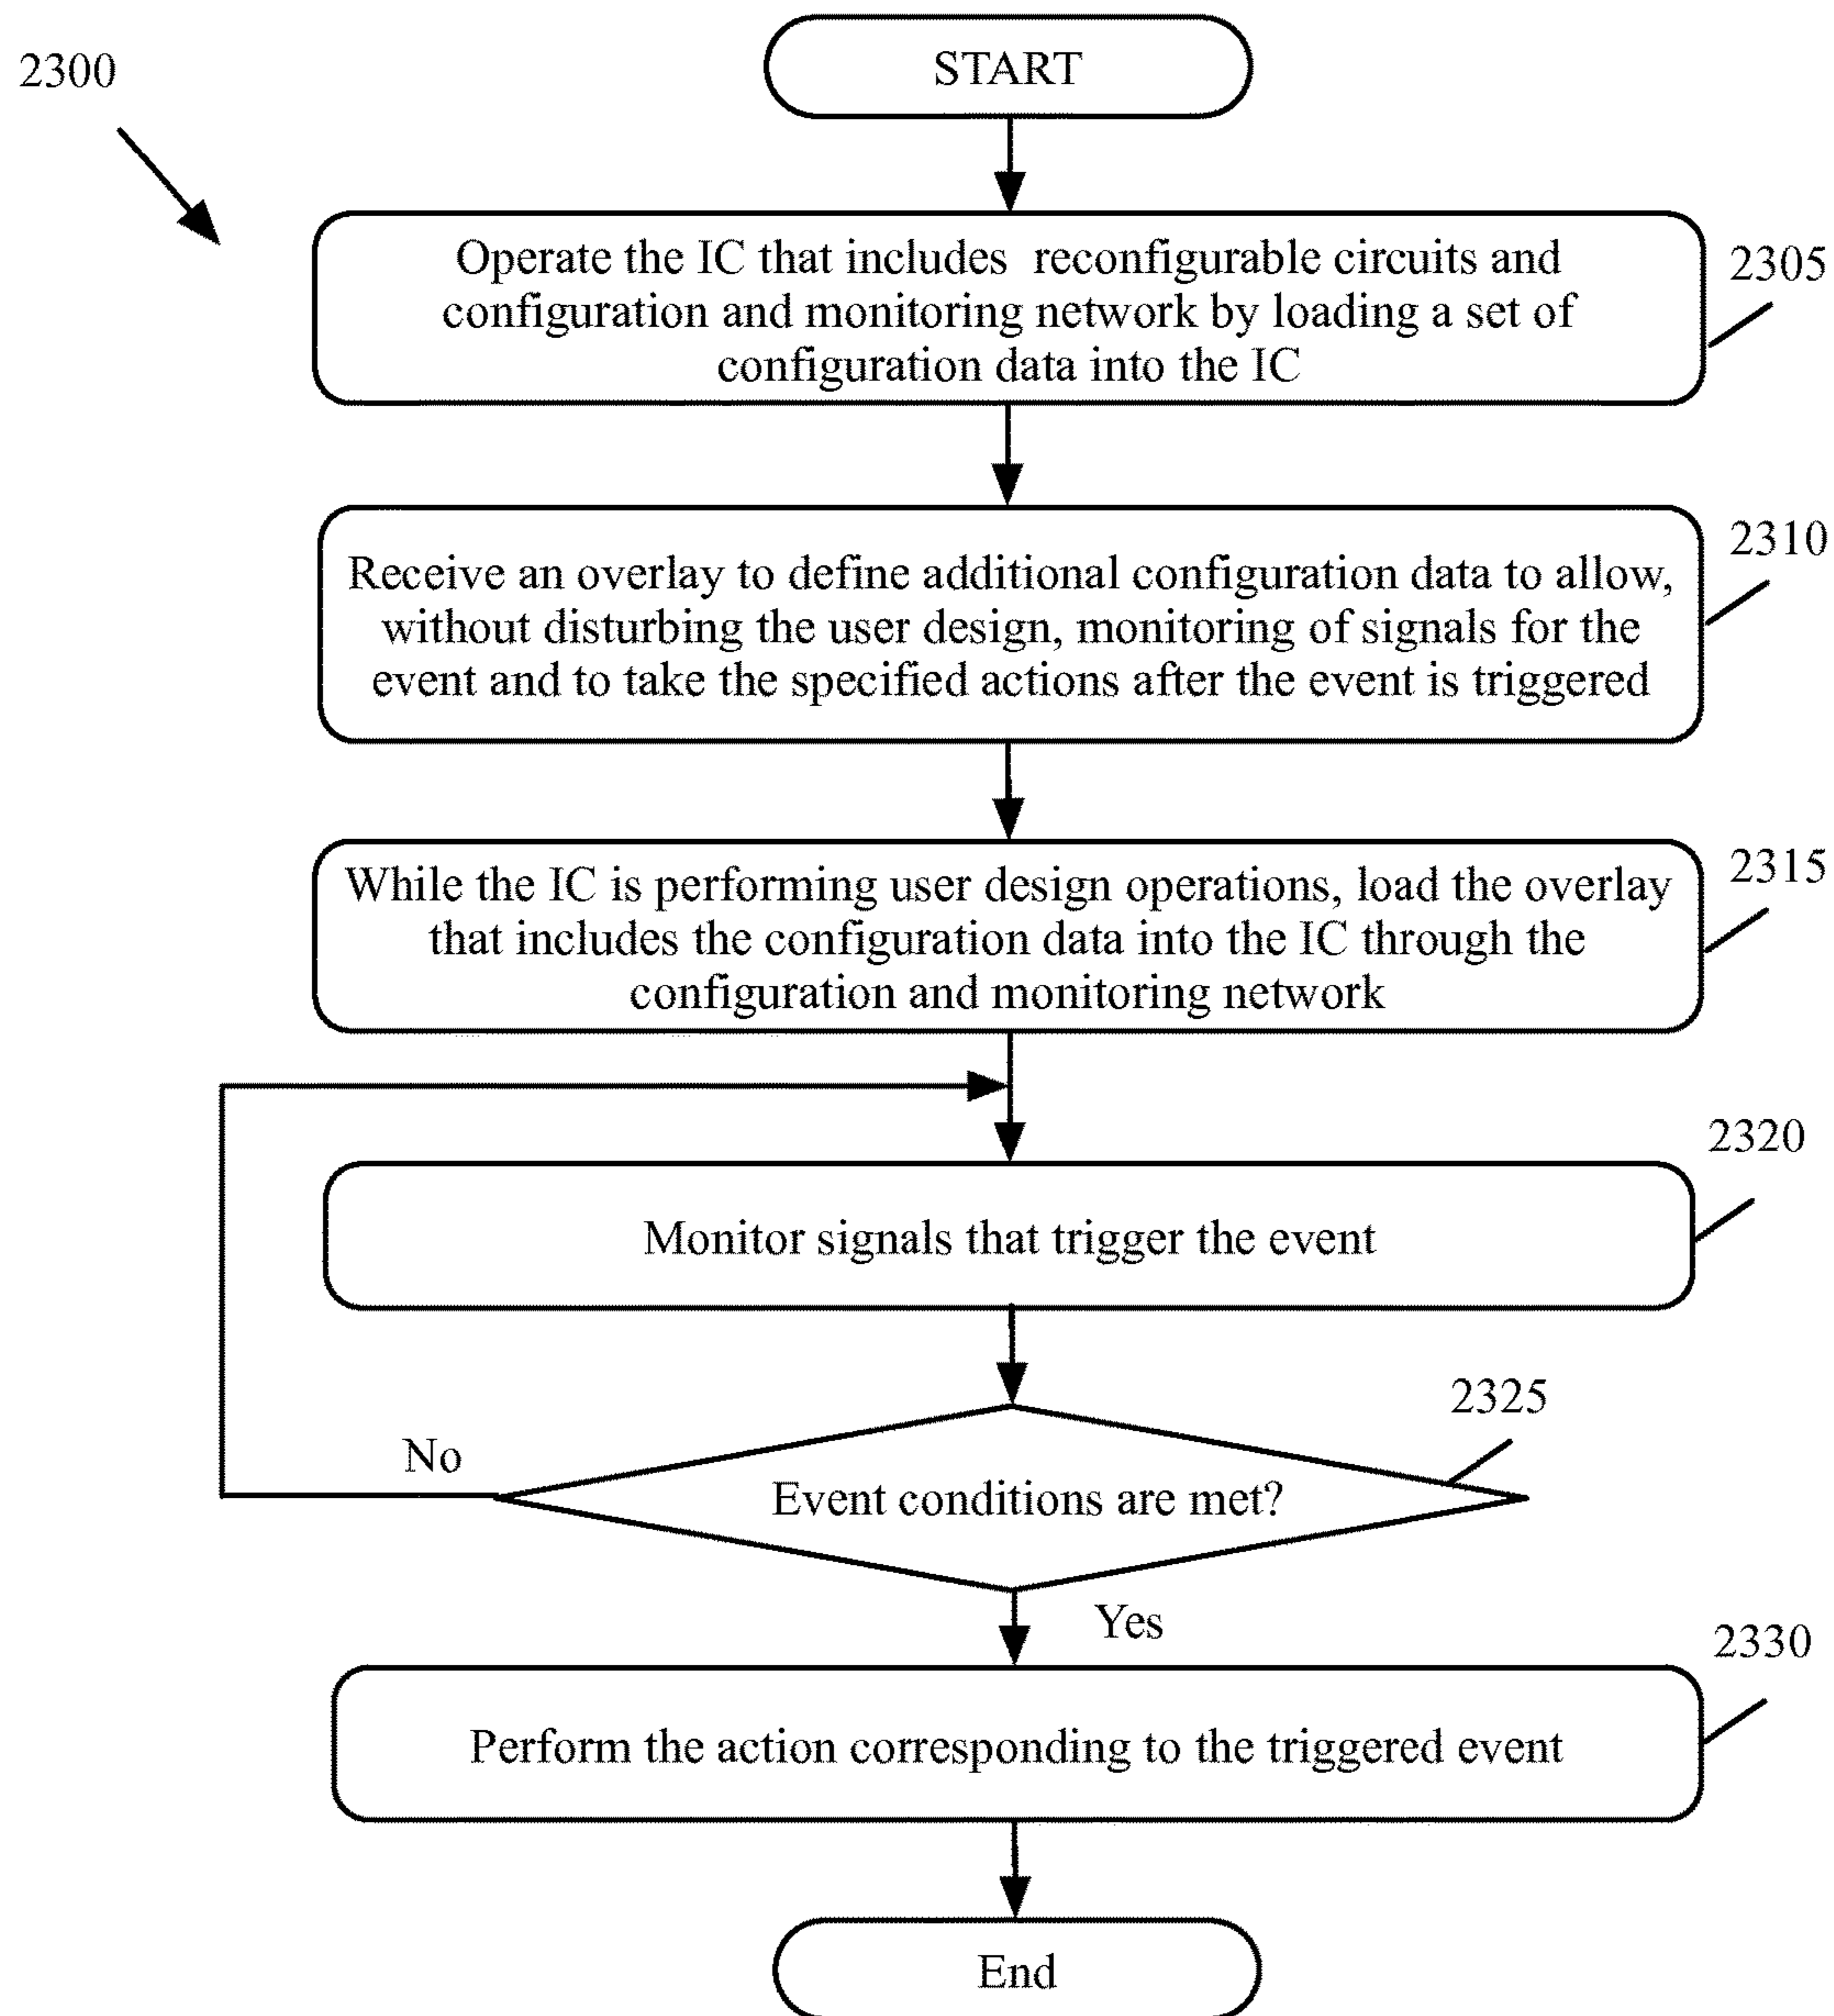 2300
START
Operate the IC that includes reconfigurable circuits and
configuration and monitoring network by loading a set of
configuration data into the IC
2305
Receive an overlay to define additional configuration data to allow,
without disturbing the user design, monitoring of signals for the
event and to take the specified actions after the event is triggered
2310
While the IC is performing user design operations, load the overlay
that includes the configuration data into the IC through the
configuration and monitoring network
2315
Monitor signals that trigger the event
2320
Event conditions are met?
2325
No
Yes
Perform the action corresponding to the triggered event
2330
End